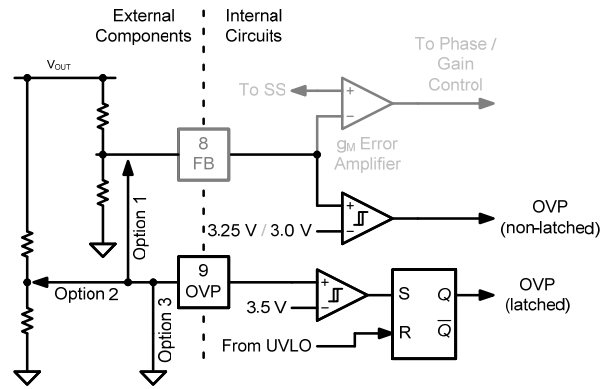 External
Components
Internal
Circuits
VOUT
To Phase /
Gain
Control
To SS
+
−
8
FB
gM Error
Amplifier
+
3.25 V / 3.0 V
−
OVP
(non-latched)
Option 1
9
OVP
Option 2
Option 3
+
3.5 V
−
S
Q
R
Q̅
OVP
(latched)
From UVLO